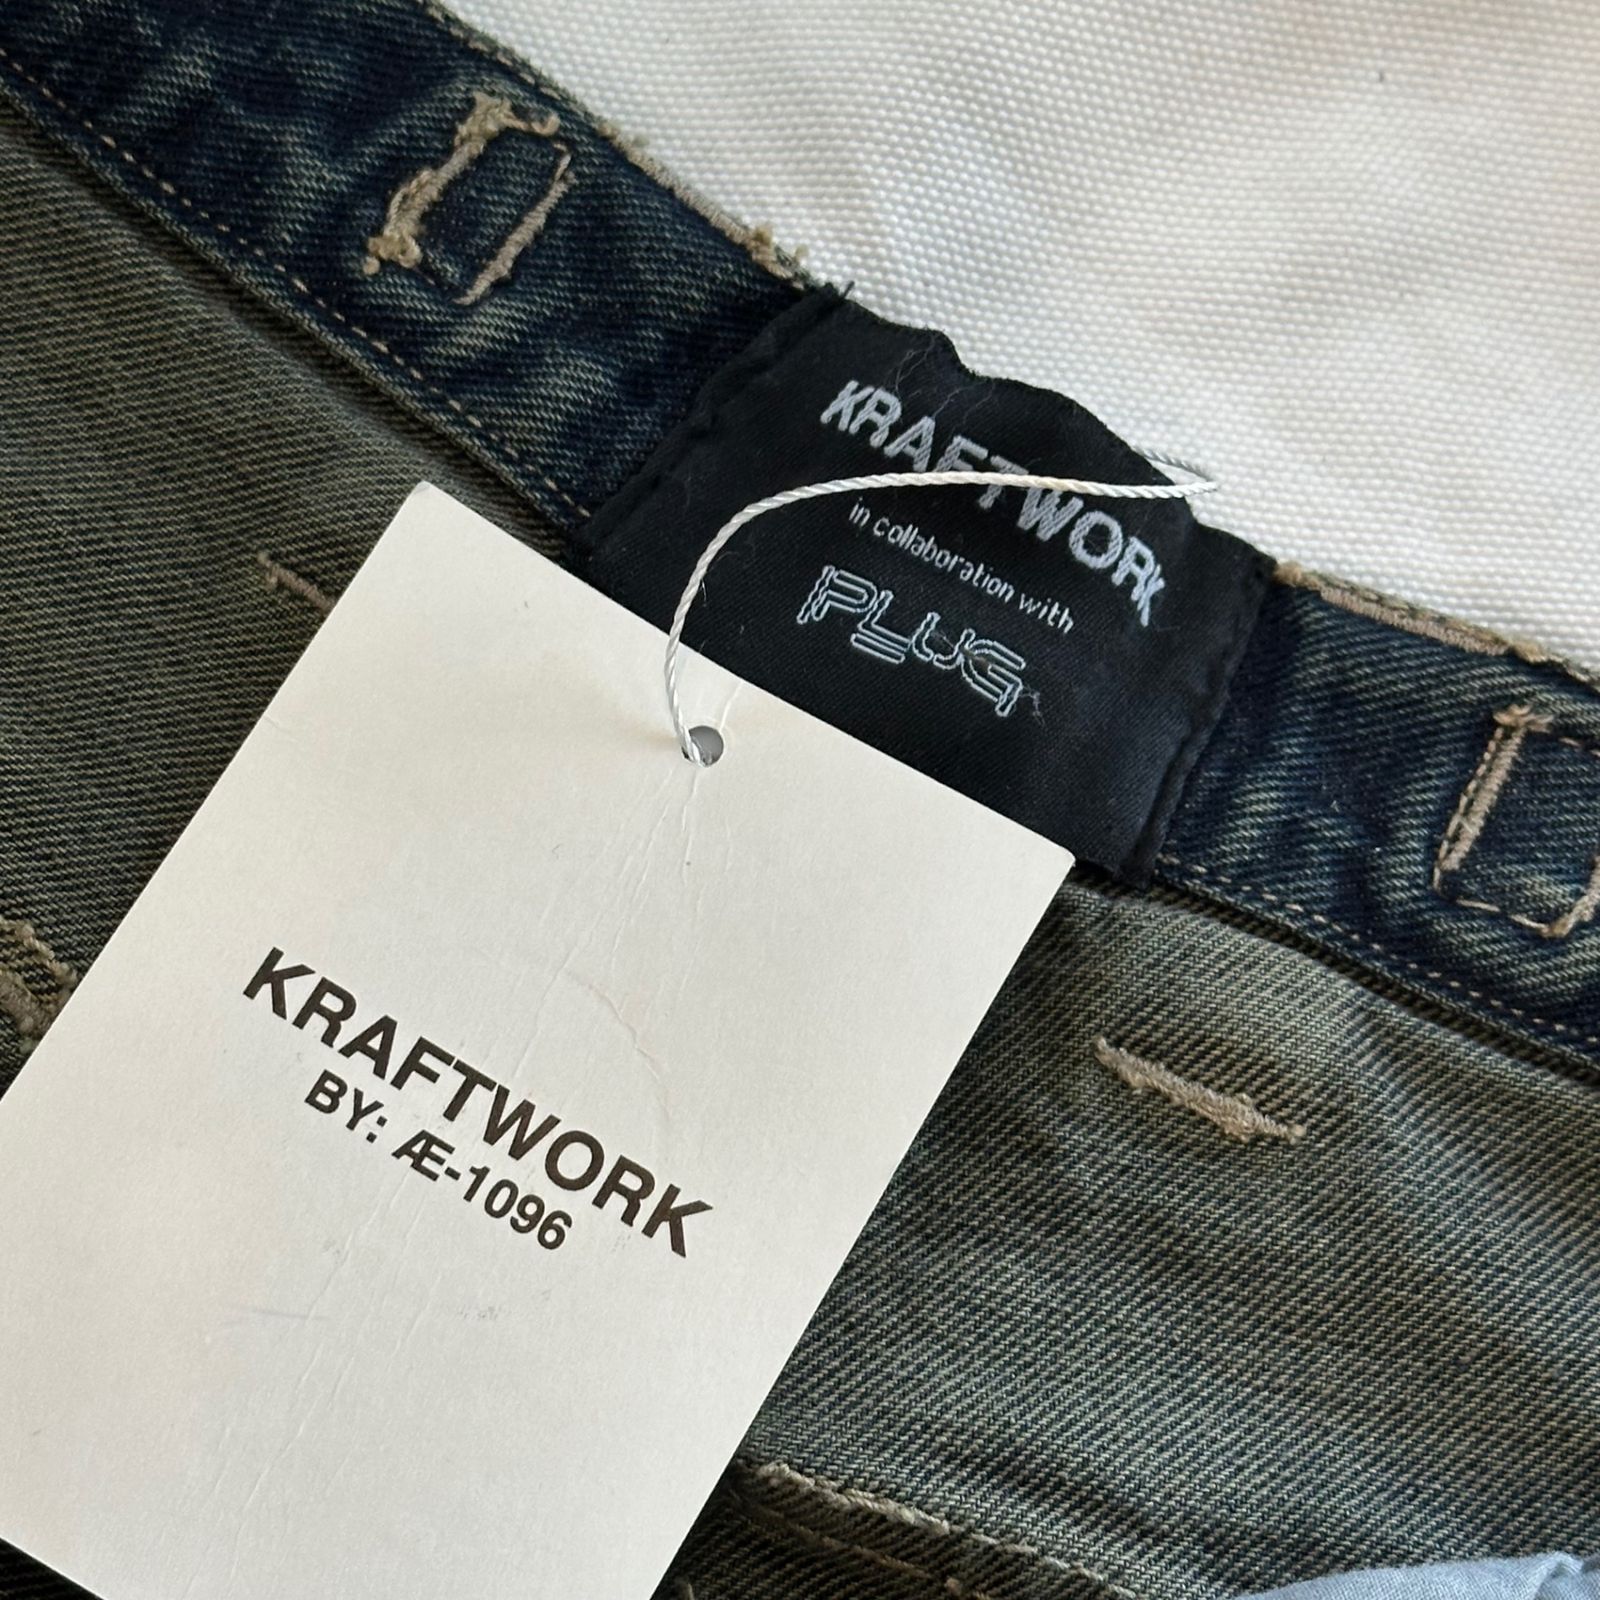 KRAFTWORK
in collaboration with
PLUG
KRAFTWORK
BY: Æ-1096